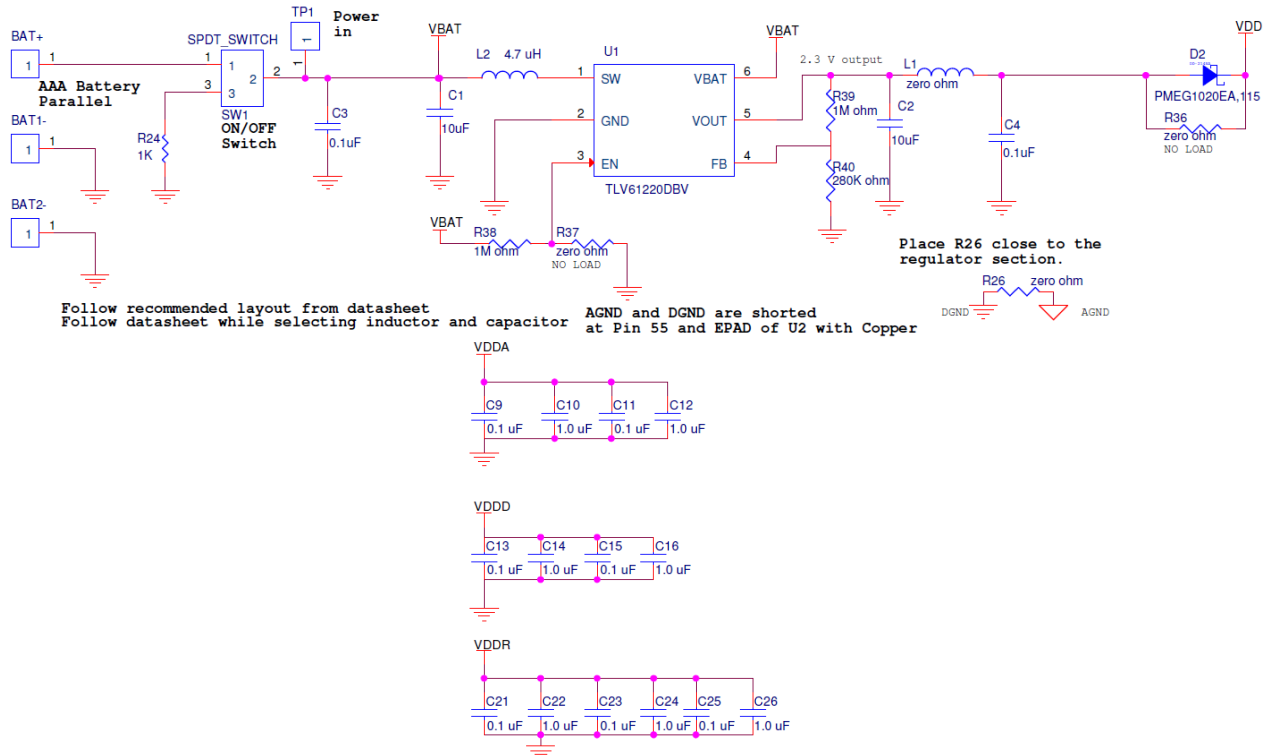 BAT+
1
1
AAA Battery
Parallel
BAT1-
1
1
BAT2-
1
1
SPDT_SWITCH
1
1
2
2
3
3
SW1
ON/OFF
Switch
R24
1K
TP1
1
1
Power
in
C3
0.1uF
VBAT
C1
10uF
L2 4.7 uH
U1
1
SW
VBAT
6
2
GND
VOUT
5
3
EN
FB
4
TLV61220DBV
VBAT
VBAT
R38
1M ohm
R37
zero ohm
NO LOAD
2.3 V output
R39
1M ohm
R40
280K ohm
C2
10uF
L1
zero ohm
C4
0.1uF
VDD
D2
PMEG1020EA,115
R36
zero ohm
NO LOAD
Place R26 close to the
regulator section.
R26
zero ohm
DGND
AGND
Follow recommended layout from datasheet
Follow datasheet while selecting inductor and capacitor
AGND and DGND are shorted
at Pin 55 and EPAD of U2 with Copper
VDDA
C9
C10
C11
C12
0.1 uF
1.0 uF
0.1 uF
1.0 uF
VDDD
C13
C14
C15
C16
0.1 uF
1.0 uF
0.1 uF
1.0 uF
VDDR
C21
C22
C23
C24
C25
C26
0.1 uF
1.0 uF
0.1 uF
1.0 uF
0.1 uF
1.0 uF